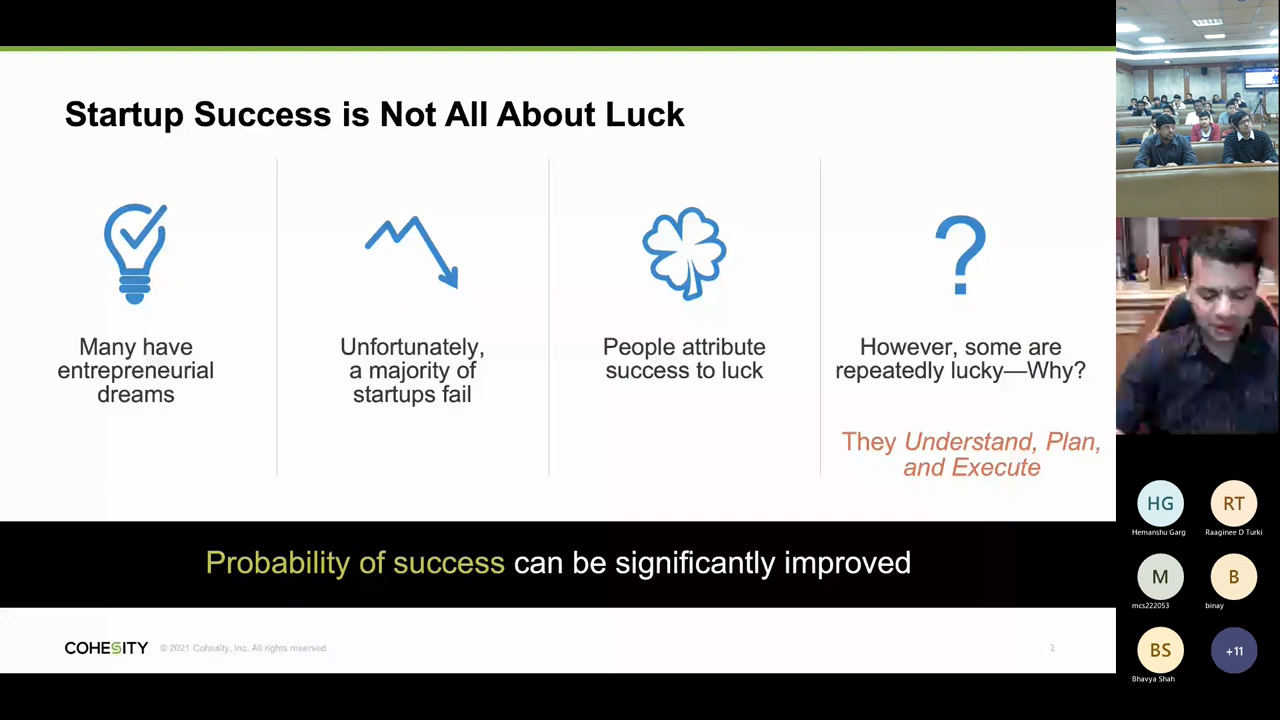 Startup Success is Not All About Luck
Many have
entrepreneurial
dreams
Unfortunately,
a majority of
startups fail
People attribute
success to luck
However, some are
repeatedly lucky—Why?
They Understand, Plan,
and Execute
Probability of success can be significantly improved
COHESITY © 2021 Cohesity, Inc. All rights reserved.
2
HG
RT
Hemanshu Garg
Raaginee D Turki
M
B
mcs222053
binay
BS
+11
Bhavya Shah